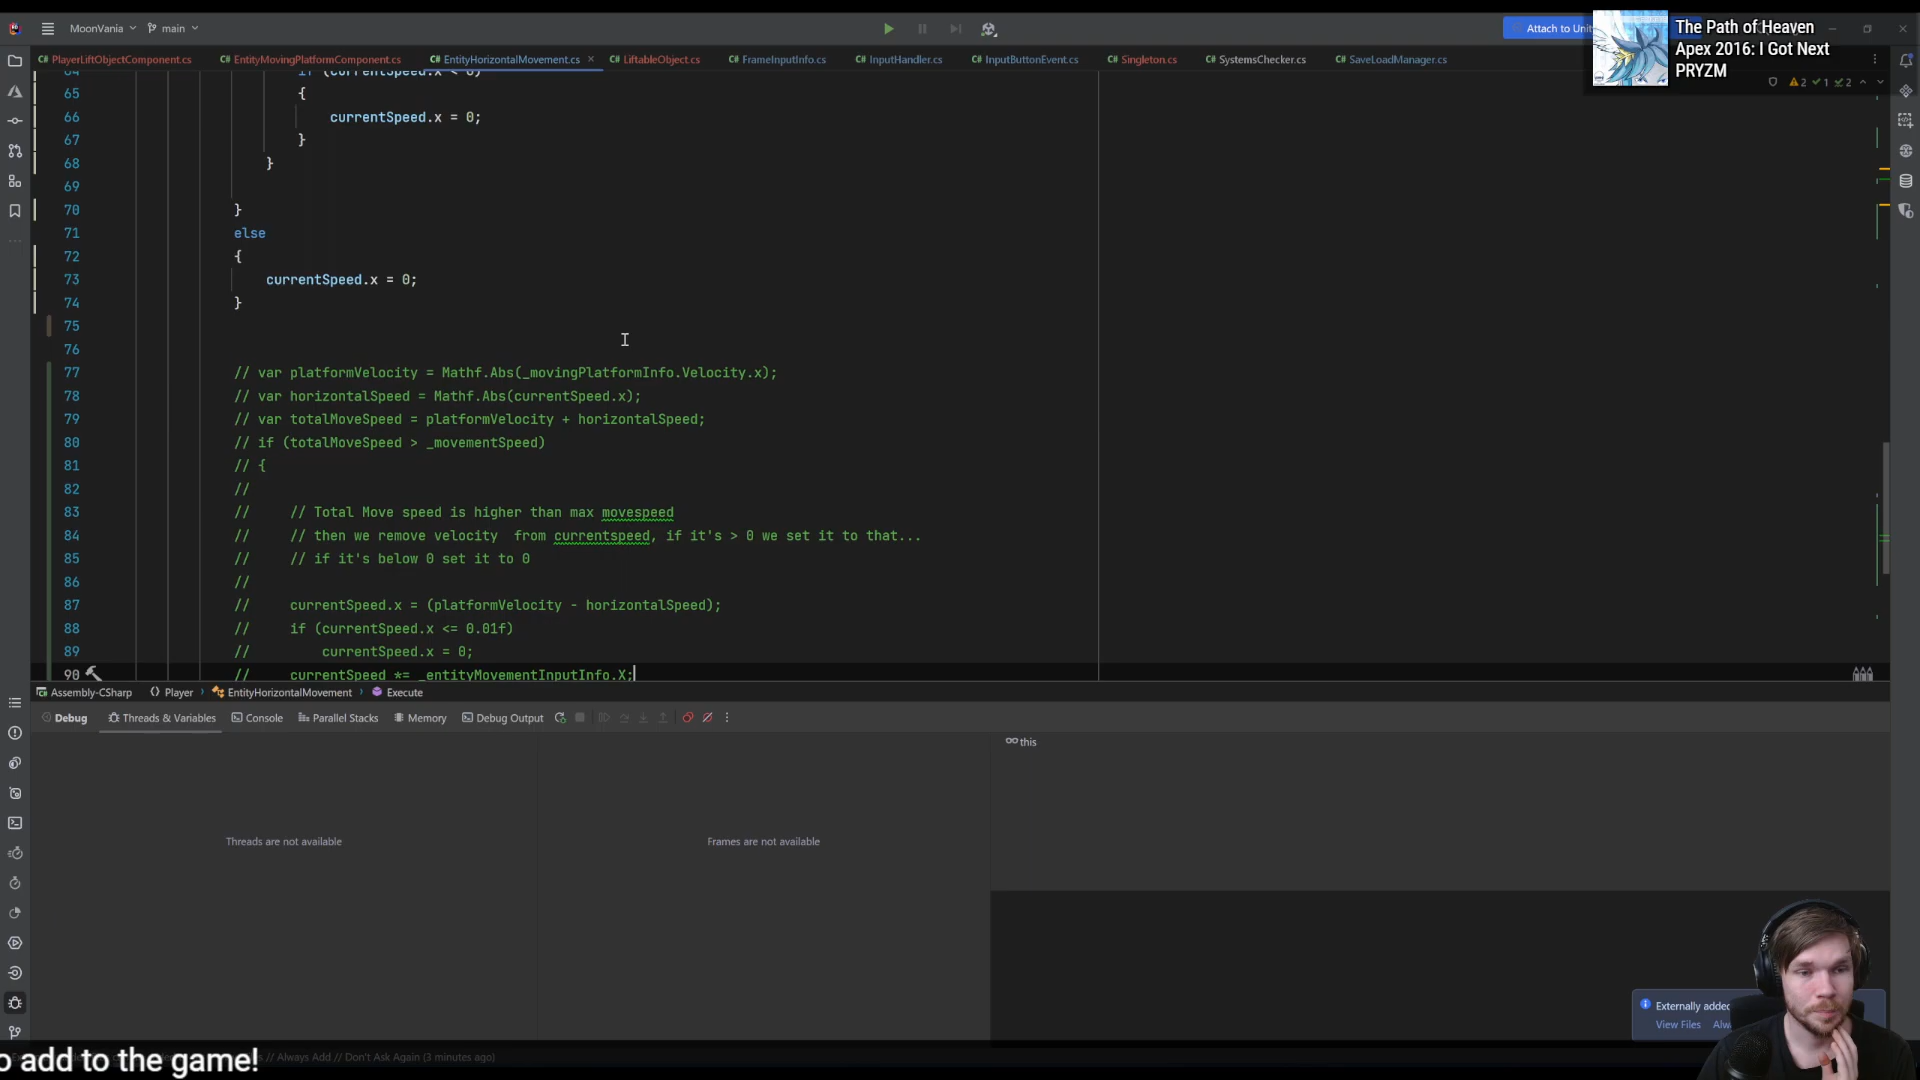 MoonVania
main
Attach to Unit
The Path of Heaven
Apex 2016: I Got Next
PRYZM
PlayerLiftObjectComponent.cs
EntityMovingPlatformComponent.cs
EntityHorizontalMovement.cs
LiftableObject.cs
FrameInputInfo.cs
InputHandler.cs
InputButtonEvent.cs
Singleton.cs
SystemsChecker.cs
SaveLoadManager.cs
2 1 2
64 if (currentSpeed.x < 0)
65 {
66 currentSpeed.x = 0;
67 }
68 }
69
70 }
71 else
72 {
73 currentSpeed.x = 0;
74 }
75
76
77 // var platformVelocity = Mathf.Abs(_movingPlatformInfo.Velocity.x);
78 // var horizontalSpeed = Mathf.Abs(currentSpeed.x);
79 // var totalMoveSpeed = platformVelocity + horizontalSpeed;
80 // if (totalMoveSpeed > _movementSpeed)
81 // {
82 //
83 // // Total Move speed is higher than max movespeed
84 // // then we remove velocity  from currentspeed, if it's > 0 we set it to that...
85 // // if it's below 0 set it to 0
86 //
87 // currentSpeed.x = (platformVelocity - horizontalSpeed);
88 // if (currentSpeed.x <= 0.01f)
89 // currentSpeed.x = 0;
90 // currentSpeed *= _entityMovementInputInfo.X;
Assembly-CSharp
Player
EntityHorizontalMovement
Execute
Debug
Threads & Variables
Console
Parallel Stacks
Memory
Debug Output
this
Threads are not available
Frames are not available
Externally added
View Files
// Always Add // Don't Ask Again (3 minutes ago)
o add to the game!